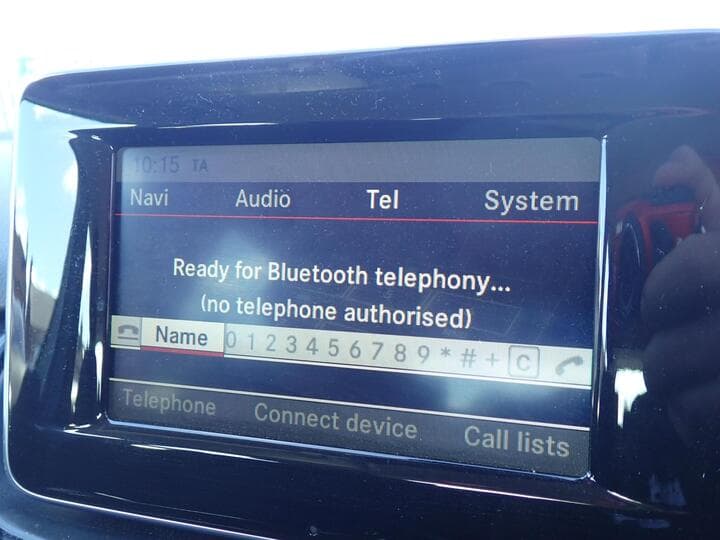 10:15 TA
Navi Audio Tel System
Ready for Bluetooth telephony...
(no telephone authorised)
Name 0 1 2 3 4 5 6 7 8 9 * # + C
Telephone Connect device Call lists